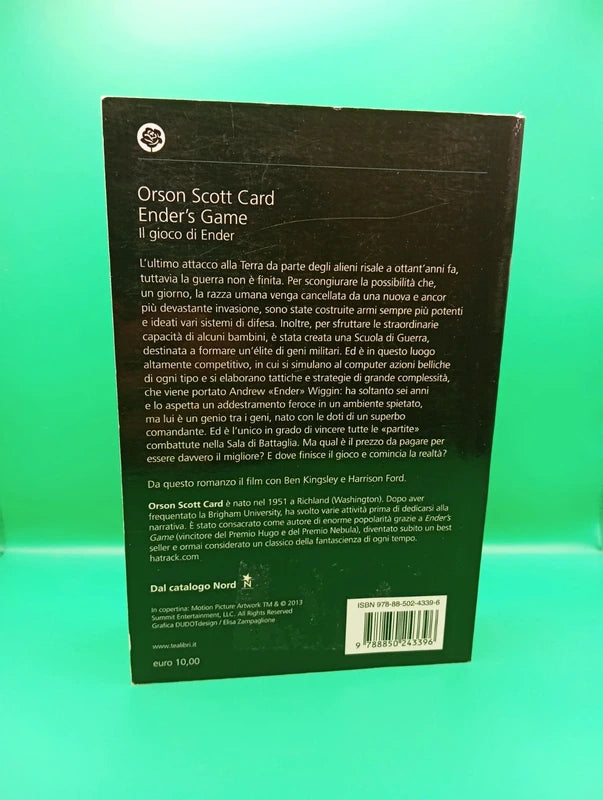 Orson Scott Card
Ender's Game
Il gioco di Ender
L'ultimo attacco alla Terra da parte degli alieni risale a ottant'anni fa,
tuttavia la guerra non è finita. Per scongiurare la possibilità che,
un giorno, la razza umana venga cancellata da una nuova e ancor
più devastante invasione, sono state costruite armi sempre più potenti
e ideati vari sistemi di difesa. Inoltre, per sfruttare le straordinarie
capacità di alcuni bambini, è stata creata una Scuola di Guerra,
destinata a formare un'élite di geni militari. Ed è in questo luogo
altamente competitivo, in cui si simulano al computer azioni belliche
di ogni tipo e si elaborano tattiche e strategie di grande complessità,
che viene portato Andrew «Ender» Wiggin: ha soltanto sei anni
e lo aspetta un addestramento feroce in un ambiente spietato,
ma lui è un genio tra i geni, nato con le doti di un superbo
comandante. Ed è l'unico in grado di vincere tutte le «partite»
combattute nella Sala di Battaglia. Ma qual è il prezzo da pagare per
essere davvero il migliore? E dove finisce il gioco e comincia la realtà?
Da questo romanzo il film con Ben Kingsley e Harrison Ford.
Orson Scott Card è nato nel 1951 a Richland (Washington). Dopo aver
frequentato la Brigham University, ha svolto varie attività prima di dedicarsi alla
narrativa. È stato consacrato come autore di enorme popolarità grazie a Ender's
Game (vincitore del Premio Hugo e del Premio Nebula), diventato subito un best
seller e ormai considerato un classico della fantascienza di ogni tempo.
hatrack.com
Dal catalogo Nord N
In copertina: Motion Picture Artwork TM & © 2013
Summit Entertainment, LLC. All Rights Reserved
Grafica DUDOTdesign / Elisa Zampaglione
www.tealibri.it
euro 10,00
ISBN 978-88-502-4339-6
9 788850 243396